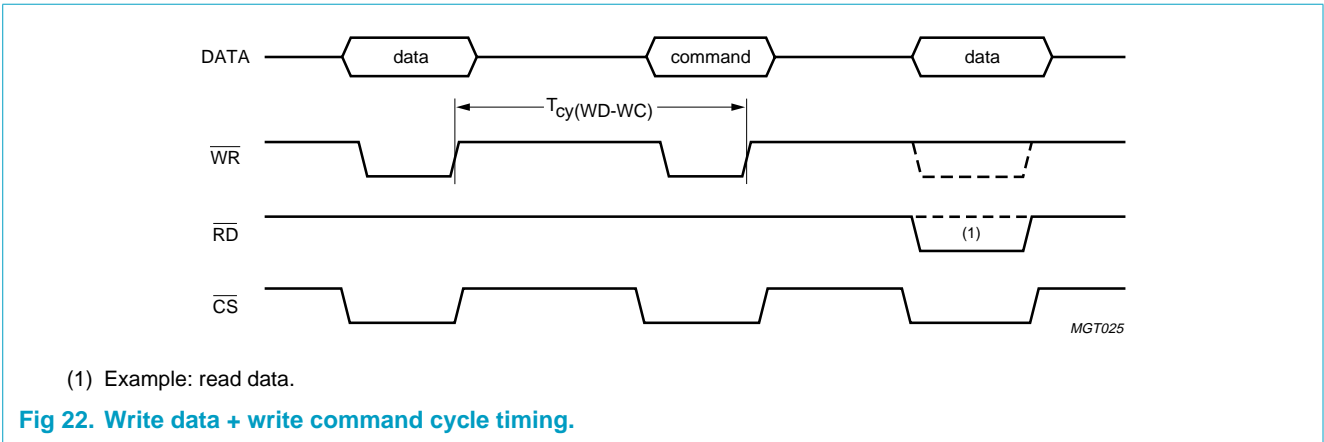 DATA data command data
Tcy(WD-WC)
WR
RD (1)
CS
MGT025
(1) Example: read data.
Fig 22. Write data + write command cycle timing.